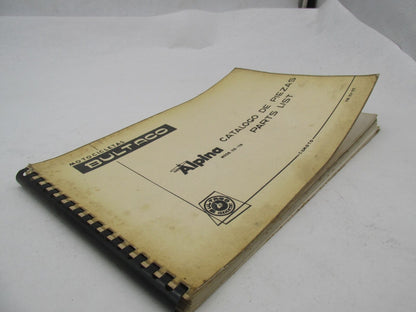 MOTOCICLETAS
BULTACO
Alpina
CATALOGO DE PIEZAS
PARTS LIST